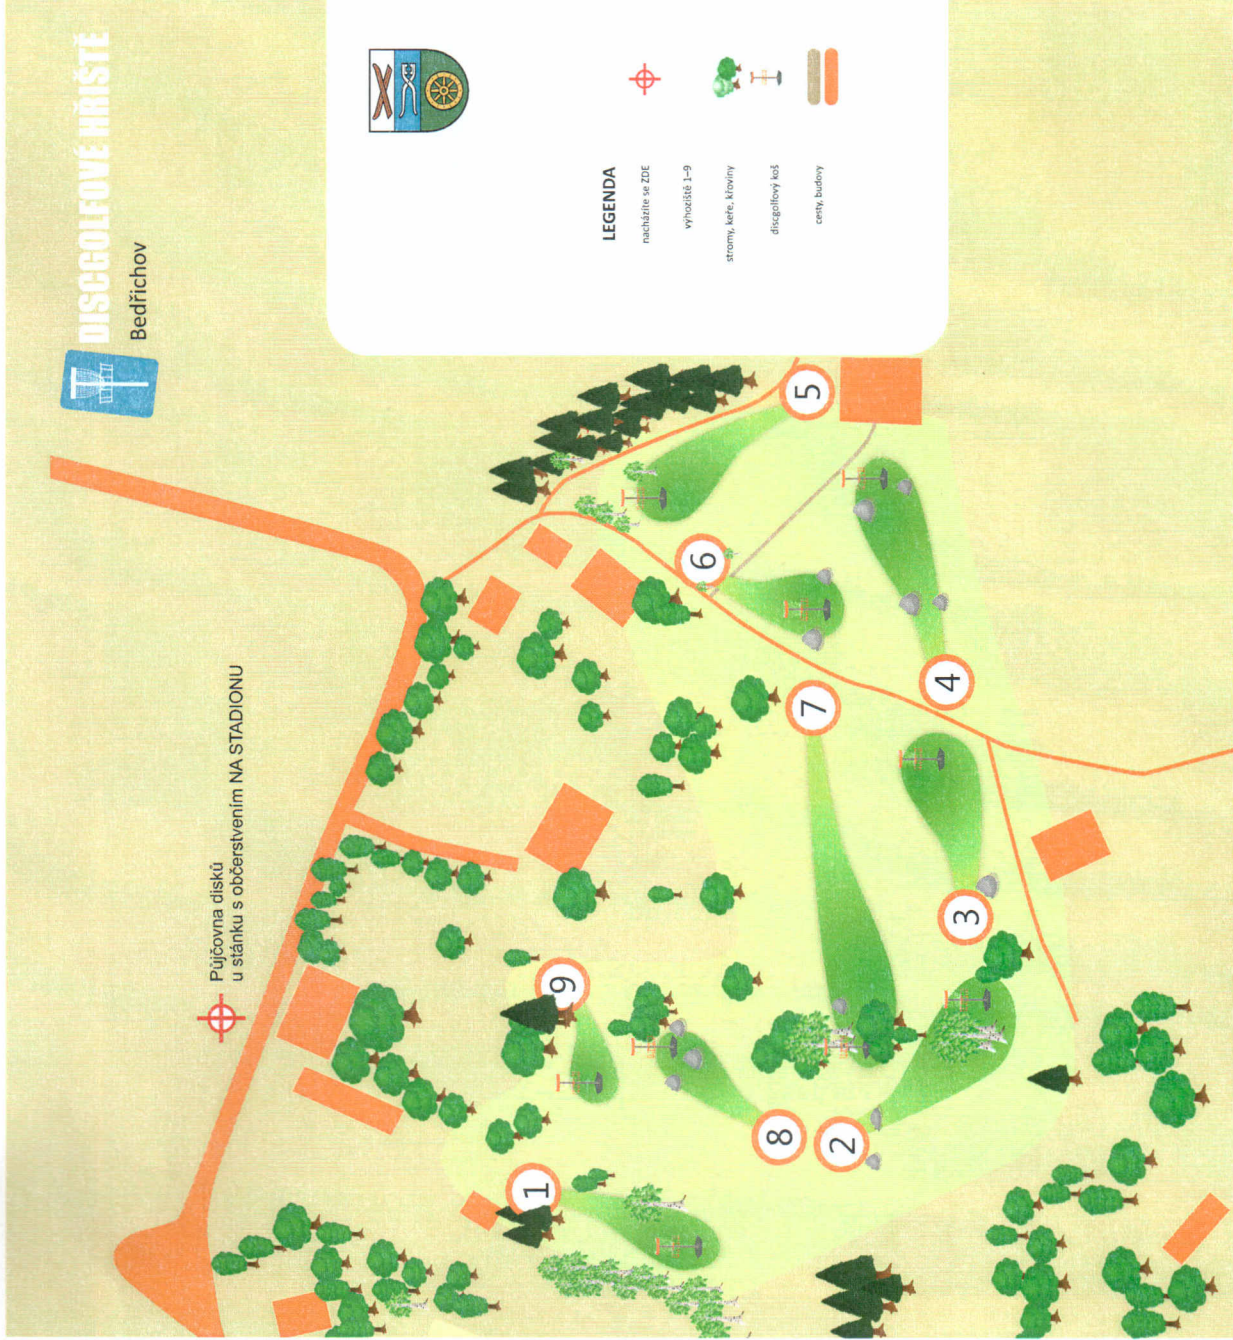 DISCGOLFOVÉ HŘIŠTĚ
Bedřichov
Půjčovna disků
u stánku s občerstvením NA STADIONU
LEGENDA
nacházíte se ZDE
výhoziště 1–9
stromy, keře, křoviny
discgolfový koš
cesty, budovy
1
2
3
4
5
6
7
8
9